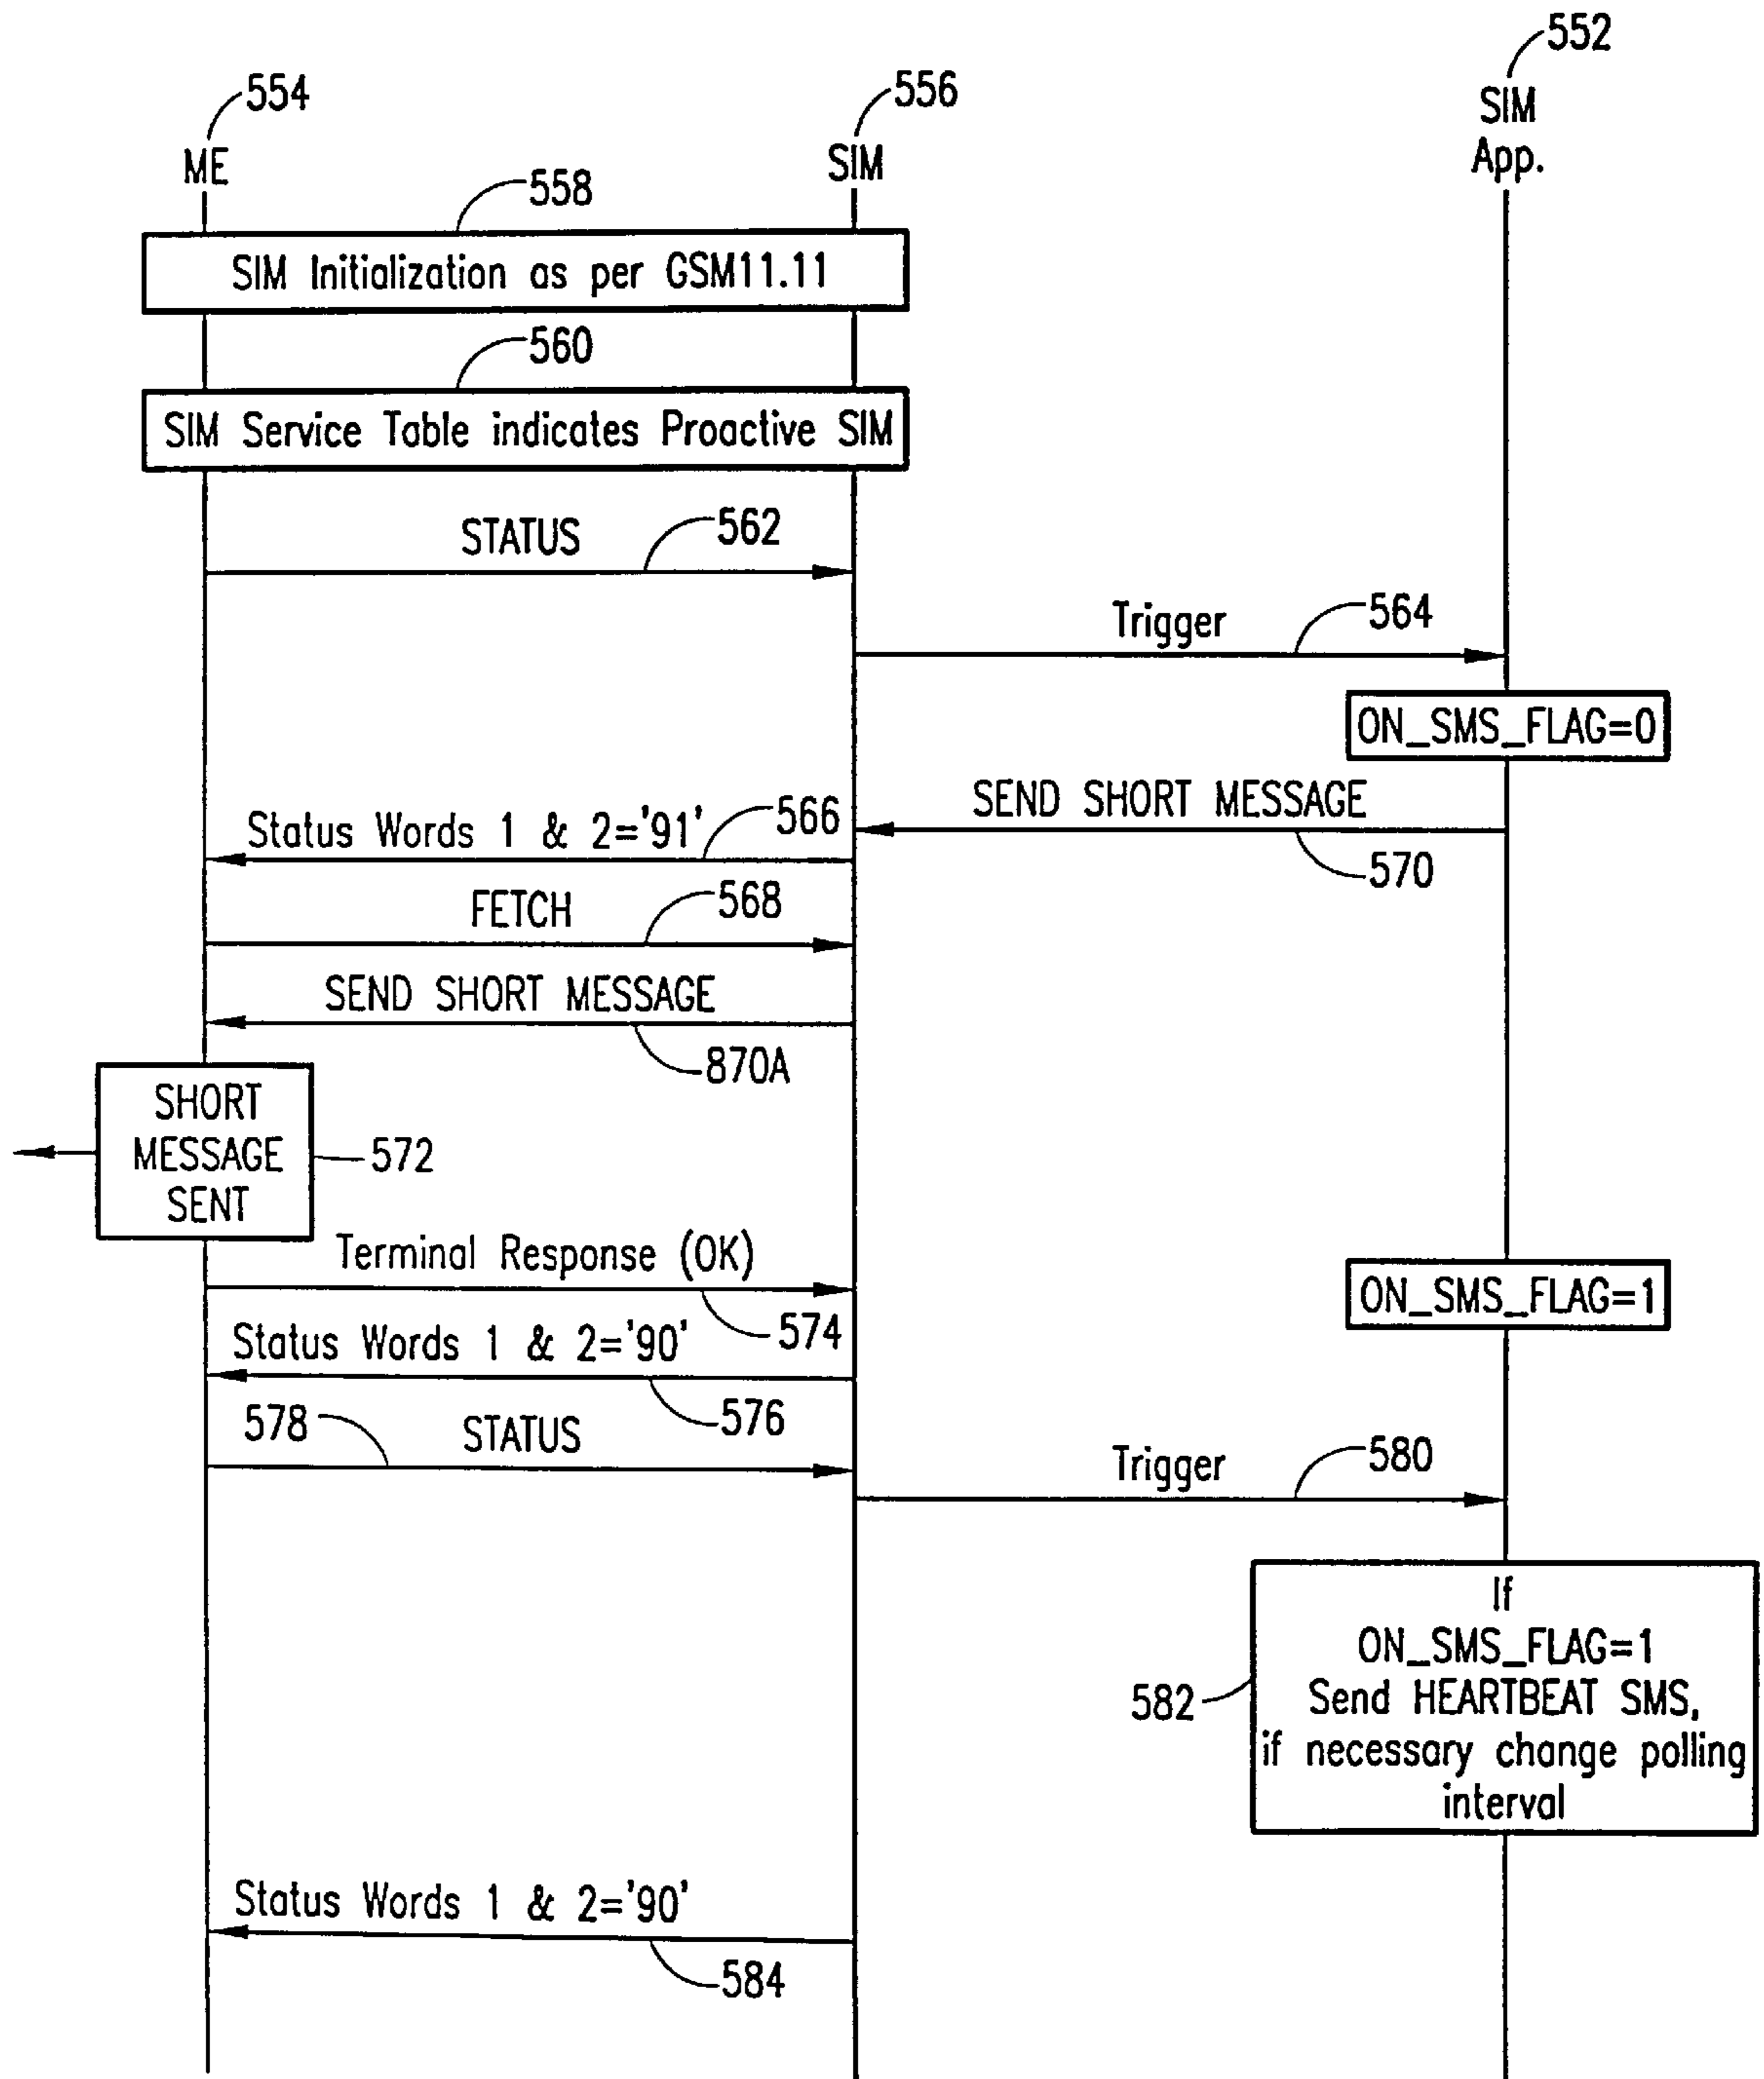 552
SIM
App.
554
ME
556
SIM
558
SIM Initialization as per GSM11.11
560
SIM Service Table indicates Proactive SIM
STATUS
562
Trigger
564
ON_SMS_FLAG=0
SEND SHORT MESSAGE
570
Status Words 1 & 2='91'
566
FETCH
568
SEND SHORT MESSAGE
870A
SHORT
MESSAGE
SENT
572
Terminal Response (OK)
574
ON_SMS_FLAG=1
Status Words 1 & 2='90'
576
578
STATUS
Trigger
580
If
ON_SMS_FLAG=1
Send HEARTBEAT SMS,
if necessary change polling
interval
582
Status Words 1 & 2='90'
584